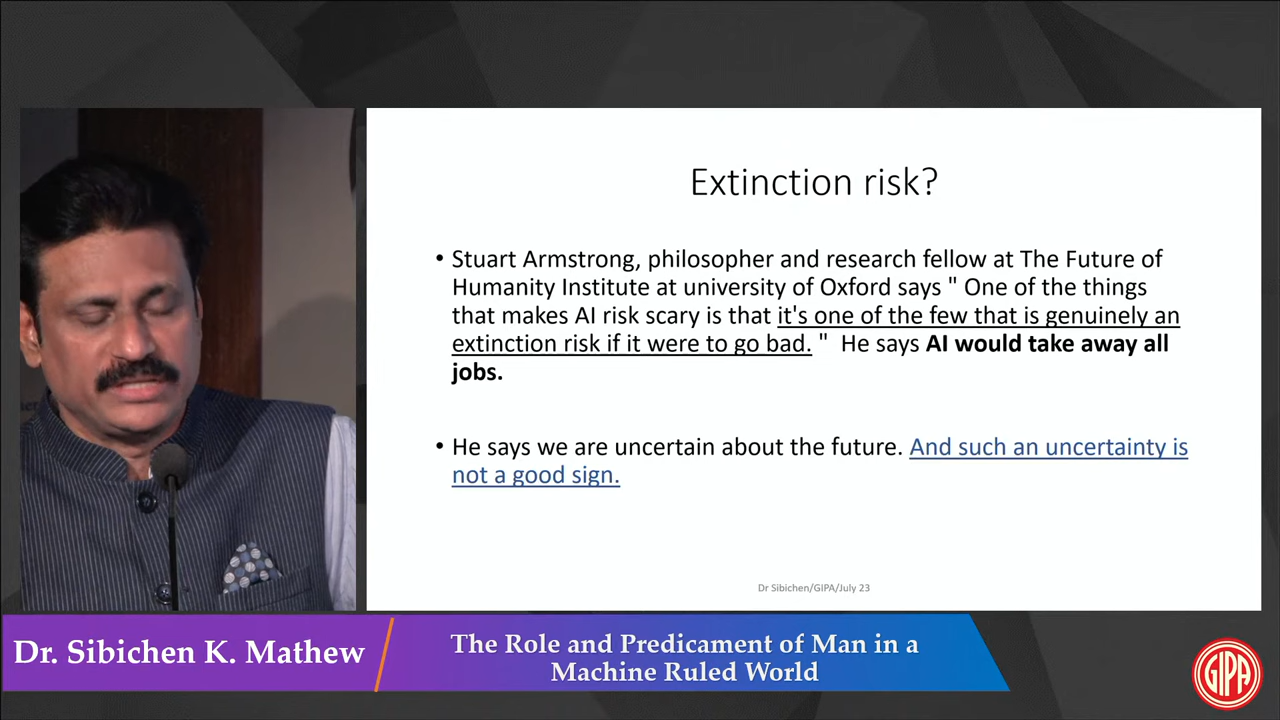 Extinction risk?
• Stuart Armstrong, philosopher and research fellow at The Future of
Humanity Institute at university of Oxford says " One of the things
that makes AI risk scary is that it's one of the few that is genuinely an
extinction risk if it were to go bad. "  He says AI would take away all
jobs.
• He says we are uncertain about the future. And such an uncertainty is
not a good sign.
Dr Sibichen/GIPA/July 23
Dr. Sibichen K. Mathew
The Role and Predicament of Man in a
Machine Ruled World
GIPA